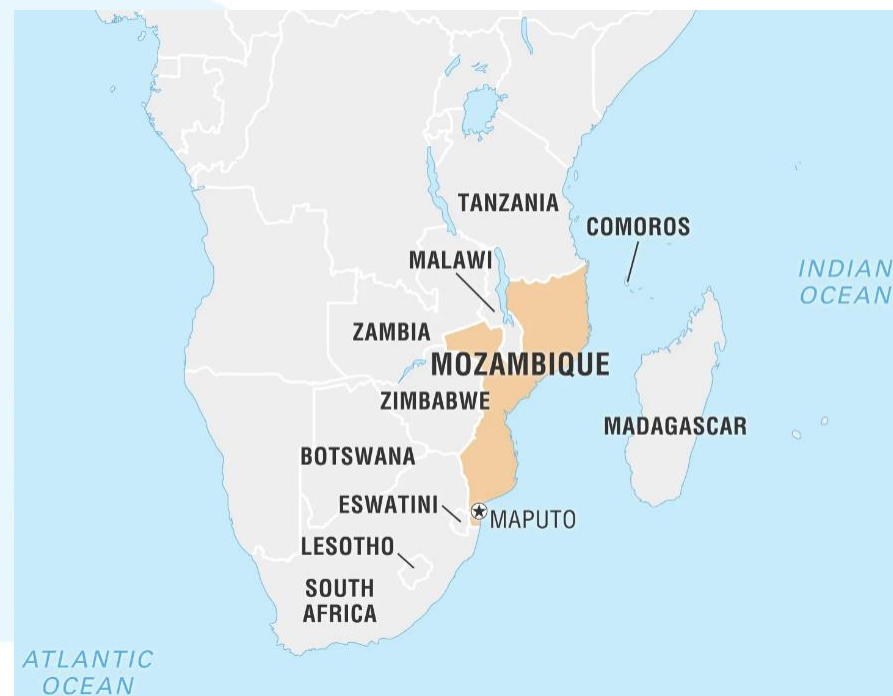 TANZANIA
COMOROS
MALAWI
INDIAN
OCEAN
ZAMBIA
MOZAMBIQUE
ZIMBABWE
MADAGASCAR
BOTSWANA
ESWATINI
MAPUTO
LESOTHO
SOUTH
AFRICA
ATLANTIC
OCEAN